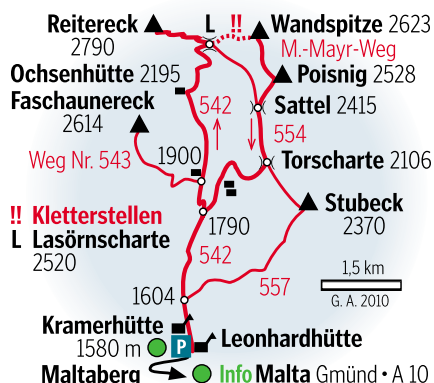 Reitereck
2790
L
!!
Wandspitze 2623
M.-Mayr-Weg
Ochsenhütte 2195
Poisnig 2528
Faschaunereck
2614
542
Sattel 2415
554
Weg Nr. 543
1900
Torscharte 2106
!! Kletterstellen
L Lasörnscharte
2520
1790
Stubeck
2370
542
1,5 km
557
G. A. 2010
1604
Kramerhütte
1580 m
P
Leonhardhütte
Maltaberg
Info Malta Gmünd • A 10